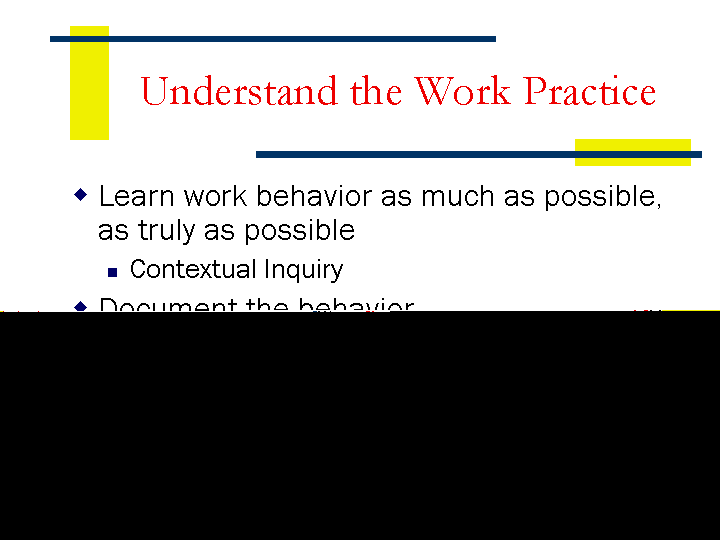 Understand the Work Practice
Learn work behavior as much as possible,
as truly as possible
Contextual Inquiry
Document the behavior